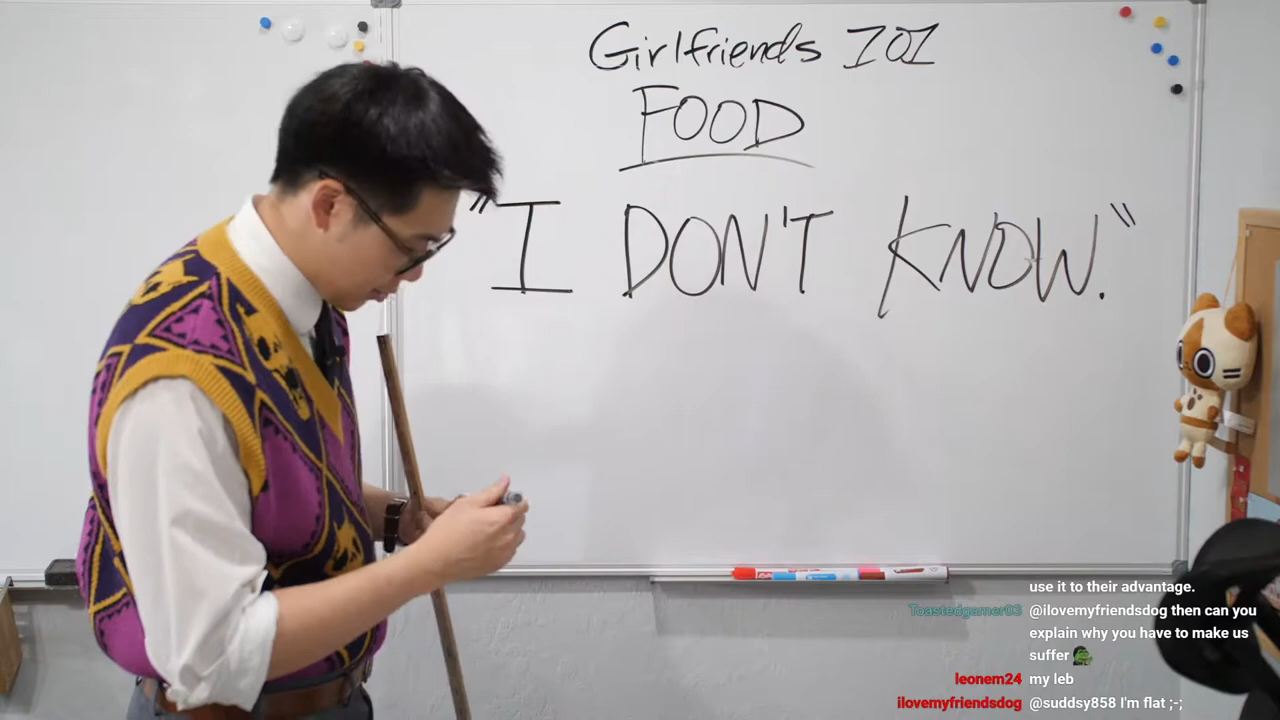 Girlfriends 101
FOOD
"I DON'T KNOW."
use it to their advantage.
Toastedgamer03 @ilovemyfriendsdog then can you
explain why you have to make us
suffer
leonem24 my leb
ilovemyfriendsdog @suddsy858 I'm flat ;-;